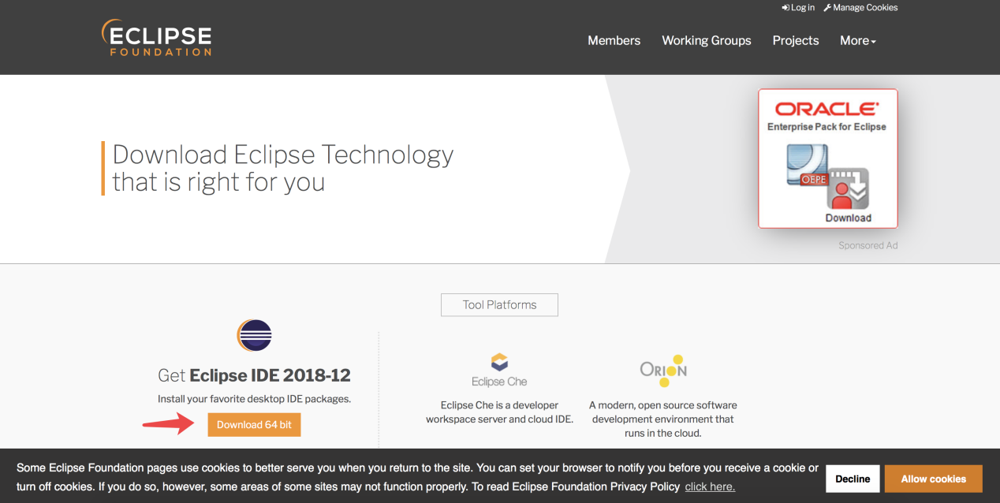 Log in
Manage Cookies
ECLIPSE
FOUNDATION
Members
Working Groups
Projects
More
Download Eclipse Technology
that is right for you
ORACLE
Enterprise Pack for Eclipse
OEPE
Download
Sponsored Ad
Tool Platforms
Get Eclipse IDE 2018-12
Install your favorite desktop IDE packages.
Download 64 bit
Eclipse Che
Eclipse Che is a developer
workspace server and cloud IDE.
ORION
A modern, open source software
development environment that
runs in the cloud.
Some Eclipse Foundation pages use cookies to better serve you when you return to the site. You can set your browser to notify you before you receive a cookie or
turn off cookies. If you do so, however, some areas of some sites may not function properly. To read Eclipse Foundation Privacy Policy click here.
Decline
Allow cookies